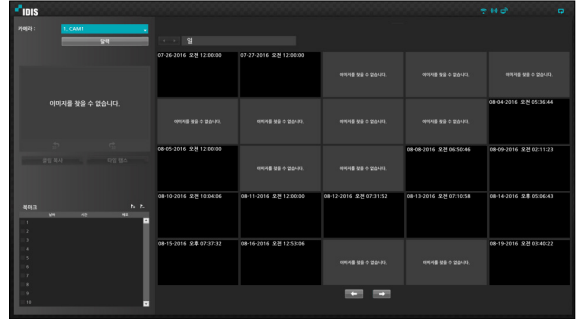 IDIS
카메라 :
1. CAM1
달력
일
이미지를 찾을 수 없습니다.
클립 복사
북마크
날짜
시간
메모
1
2
3
4
5
6
7
8
9
10
07-26-2016 오전 12:00:00
07-27-2016 오전 12:00:00
이미지를 찾을 수 없습니다.
이미지를 찾을 수 없습니다.
이미지를 찾을 수 없습니다.
이미지를 찾을 수 없습니다.
이미지를 찾을 수 없습니다.
이미지를 찾을 수 없습니다.
이미지를 찾을 수 없습니다.
08-04-2016 오전 05:36:44
08-05-2016 오전 12:00:00
이미지를 찾을 수 없습니다.
이미지를 찾을 수 없습니다.
08-08-2016 오전 06:50:46
08-09-2016 오전 02:11:23
08-10-2016 오전 10:04:06
08-11-2016 오전 12:00:00
08-12-2016 오전 07:31:52
08-13-2016 오전 07:10:58
08-14-2016 오후 05:06:43
08-15-2016 오후 07:37:32
08-16-2016 오전 12:53:06
이미지를 찾을 수 없습니다.
이미지를 찾을 수 없습니다.
08-19-2016 오전 03:40:22